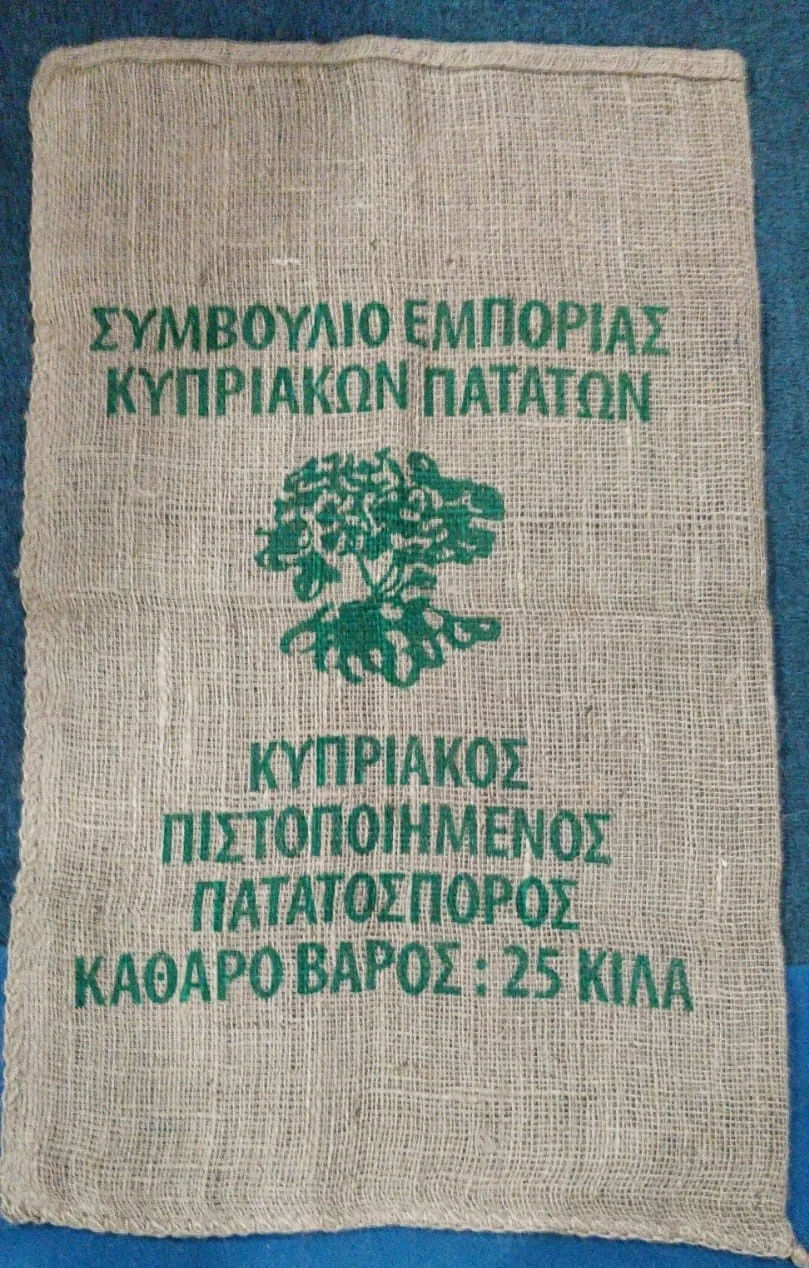 ΣΥΜΒΟΥΛΙΟ ΕΜΠΟΡΙΑΣ
ΚΥΠΡΙΑΚΩΝ ΠΑΤΑΤΩΝ
ΚΥΠΡΙΑΚΟΣ
ΠΙΣΤΟΠΟΙΗΜΕΝΟΣ
ΠΑΤΑΤΟΣΠΟΡΟΣ
ΚΑΘΑΡΟ ΒΑΡΟΣ : 25 ΚΙΛΑ